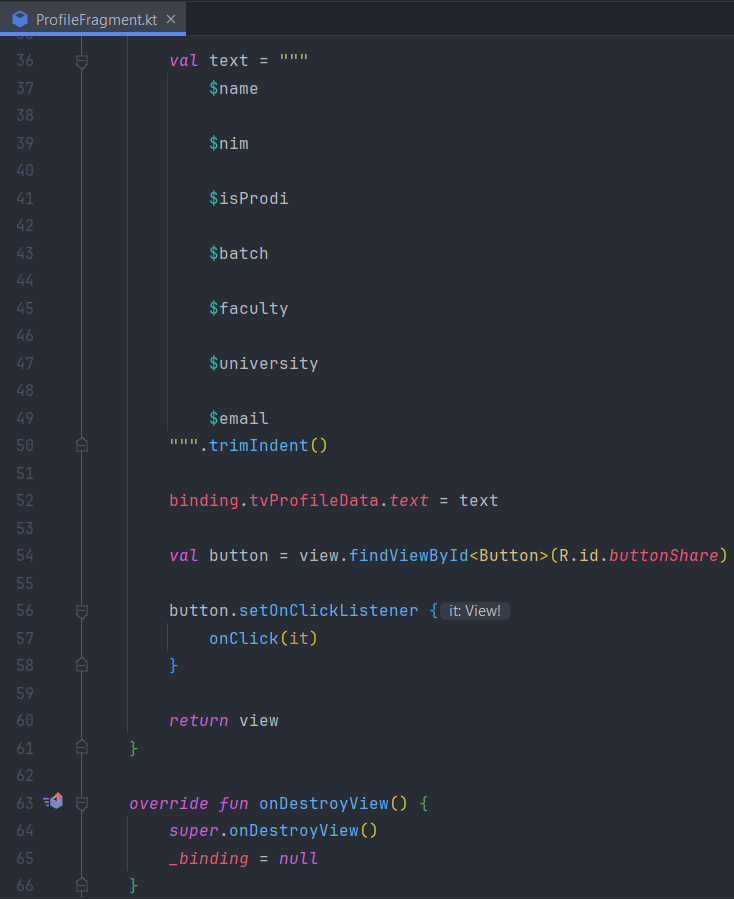 ProfileFragment.kt
36 val text = """
37 $name
38
39 $nim
40
41 $isProdi
42
43 $batch
44
45 $faculty
46
47 $university
48
49 $email
50 """.trimIndent()
51
52 binding.tvProfileData.text = text
53
54 val button = view.findViewById<Button>(R.id.buttonShare)
55
56 button.setOnClickListener { it: View!
57 onClick(it)
58 }
59
60 return view
61 }
62
63 override fun onDestroyView() {
64 super.onDestroyView()
65 _binding = null
66 }